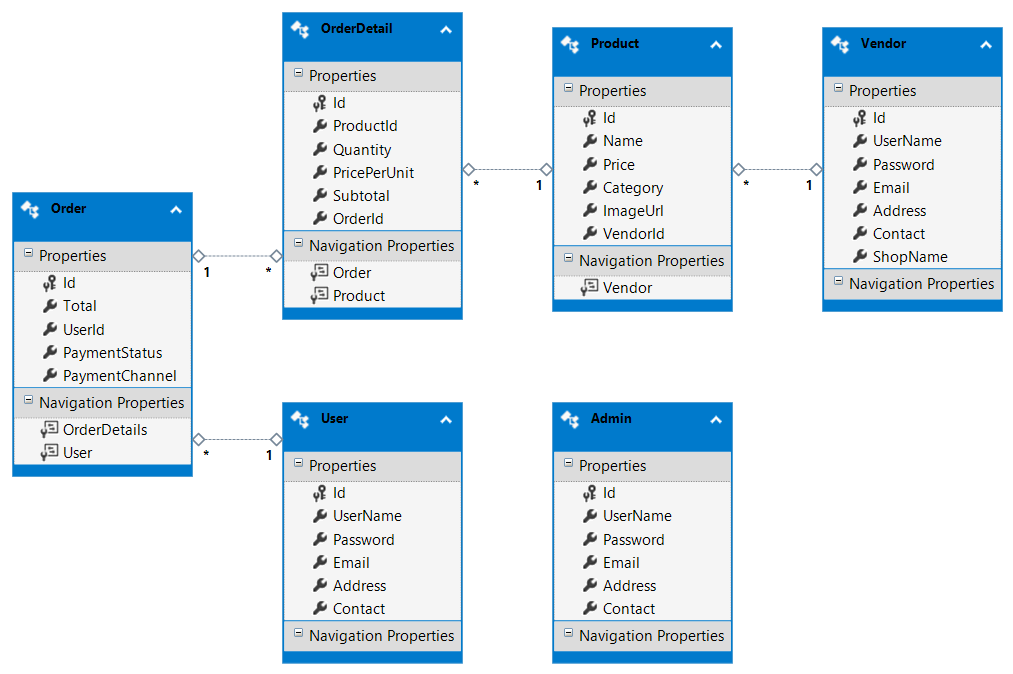 OrderDetail
Properties
Id
ProductId
Quantity
PricePerUnit
Subtotal
OrderId
Navigation Properties
Order
Product
* 1
Product
Properties
Id
Name
Price
Category
ImageUrl
VendorId
Navigation Properties
Vendor
* 1
Vendor
Properties
Id
UserName
Password
Email
Address
Contact
ShopName
Navigation Properties
Order
Properties
Id
Total
UserId
PaymentStatus
PaymentChannel
Navigation Properties
OrderDetails
User
1 *
* 1
User
Properties
Id
UserName
Password
Email
Address
Contact
Navigation Properties
Admin
Properties
Id
UserName
Password
Email
Address
Contact
Navigation Properties